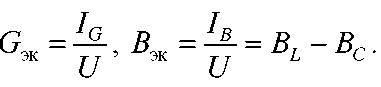 G_эк = I_G / U , B_эк = I_B / U = B_L − B_C .